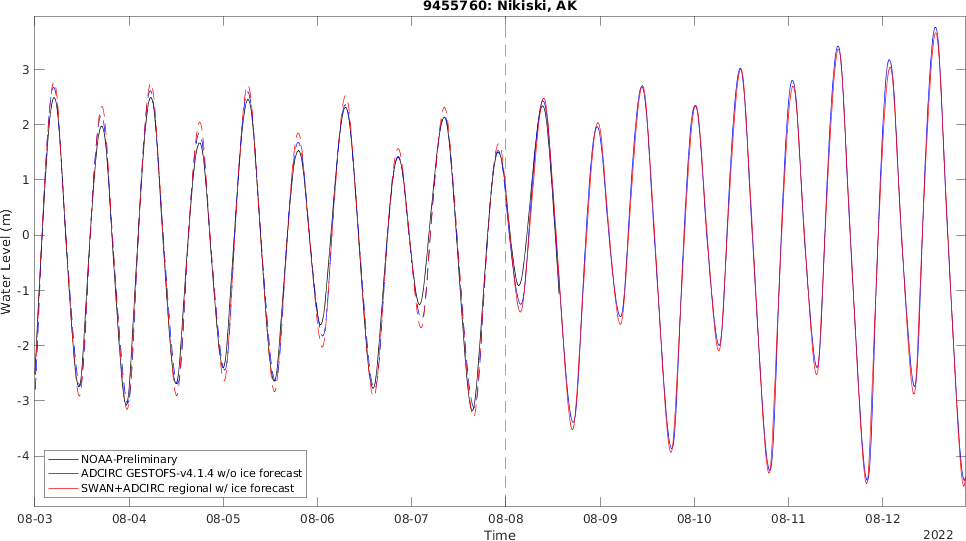 9455760: Nikiski, AK
Water Level (m)
3
2
1
0
-1
-2
-3
-4
NOAA-Preliminary
ADCIRC GESTOFS-v4.1.4 w/o ice forecast
SWAN+ADCIRC regional w/ ice forecast
08-03 08-04 08-05 08-06 08-07 08-08 08-09 08-10 08-11 08-12
Time
2022